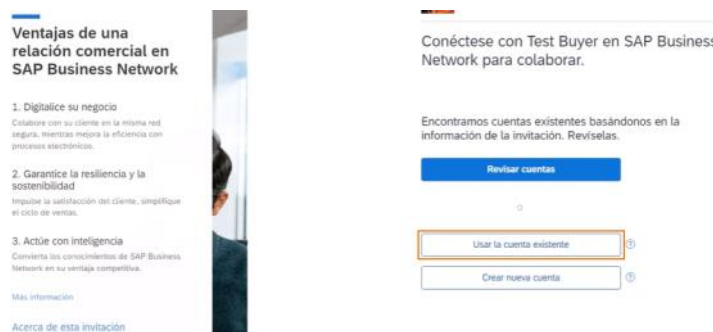 Ventajas de una
relación comercial en
SAP Business Network
1. Digitalice su negocio
Colabore con su cliente en la misma red
segura, mientras mejora la eficiencia con
procesos electrónicos.
2. Garantice la resiliencia y la
sostenibilidad
Impulse la satisfacción del cliente, simplifique
el ciclo de ventas.
3. Actúe con inteligencia
Convierta los conocimientos de SAP Business
Network en su ventaja competitiva.
Más información
Acerca de esta invitación
Conéctese con Test Buyer en SAP Business
Network para colaborar.
Encontramos cuentas existentes basándonos en la
información de la invitación. Revíselas.
Revisar cuentas
o
Usar la cuenta existente
Crear nueva cuenta